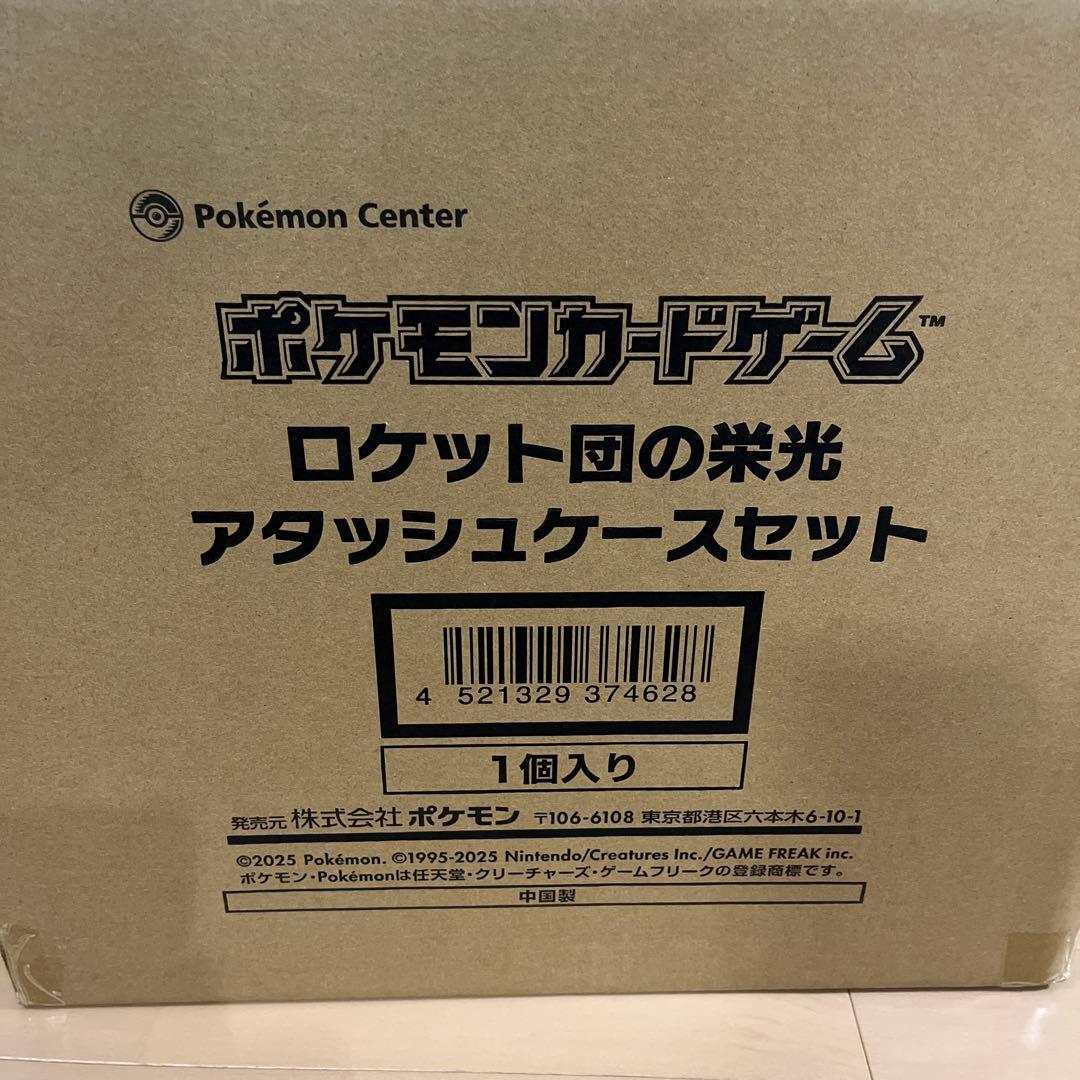 Pokémon Center
ポケモンカードゲーム™
ロケット団の栄光
アタッシュケースセット
4 521329 374628
1個入り
発売元 株式会社 ポケモン 〒106-6108 東京都港区六本木6-10-1
©2025 Pokémon. ©1995-2025 Nintendo/Creatures Inc./GAME FREAK inc.
ポケモン・Pokémonは任天堂・クリーチャーズ・ゲームフリークの登録商標です。
中国製